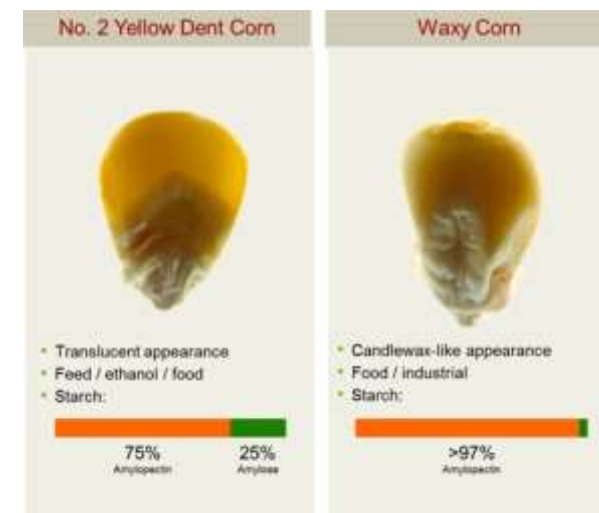 No. 2 Yellow Dent Corn
• Translucent appearance
• Feed / ethanol / food
• Starch:
75%
Amylopectin
25%
Amylose
Waxy Corn
• Candlewax-like appearance
• Food / industrial
• Starch:
>97%
Amylopectin